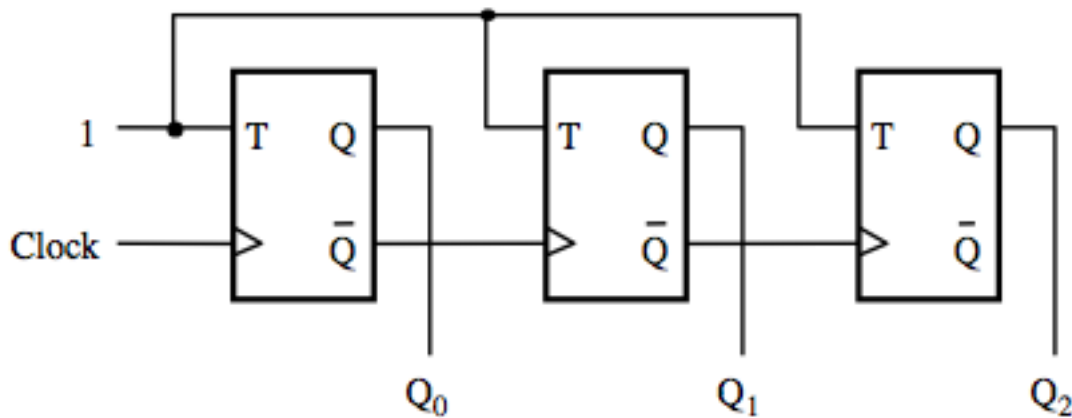 1 T Q T Q T Q
Clock Q̅ Q̅ Q̅
Q₀ Q₁ Q₂